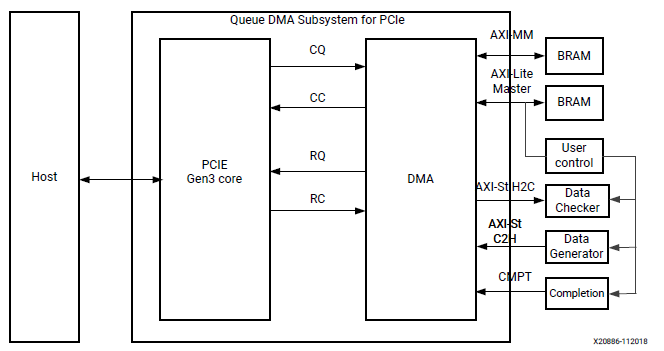 Queue DMA Subsystem for PCIe
Host
PCIE
Gen3 core
CQ
CC
RQ
RC
DMA
AXI-MM
BRAM
AXI-Lite
Master
BRAM
User
control
AXI-St H2C
Data
Checker
AXI-St
C2H
Data
Generator
CMPT
Completion
X20886-112018